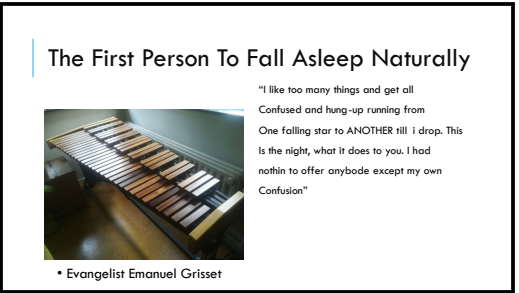 The First Person To Fall Asleep Naturally
“I like too many things and get all
Confused and hung-up running from
One falling star to ANOTHER till i drop. This
Is the night, what it does to you. I had
nothin to offer anybode except my own
Confusion”
• Evangelist Emanuel Grisset